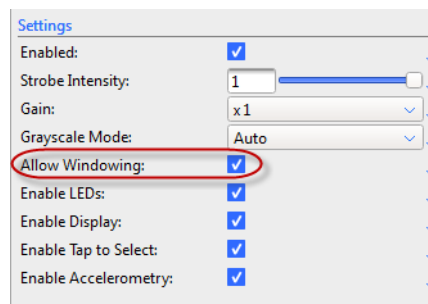 Settings
Enabled:
Strobe Intensity: 1
Gain: x1
Grayscale Mode: Auto
Allow Windowing:
Enable LEDs:
Enable Display:
Enable Tap to Select:
Enable Accelerometry: